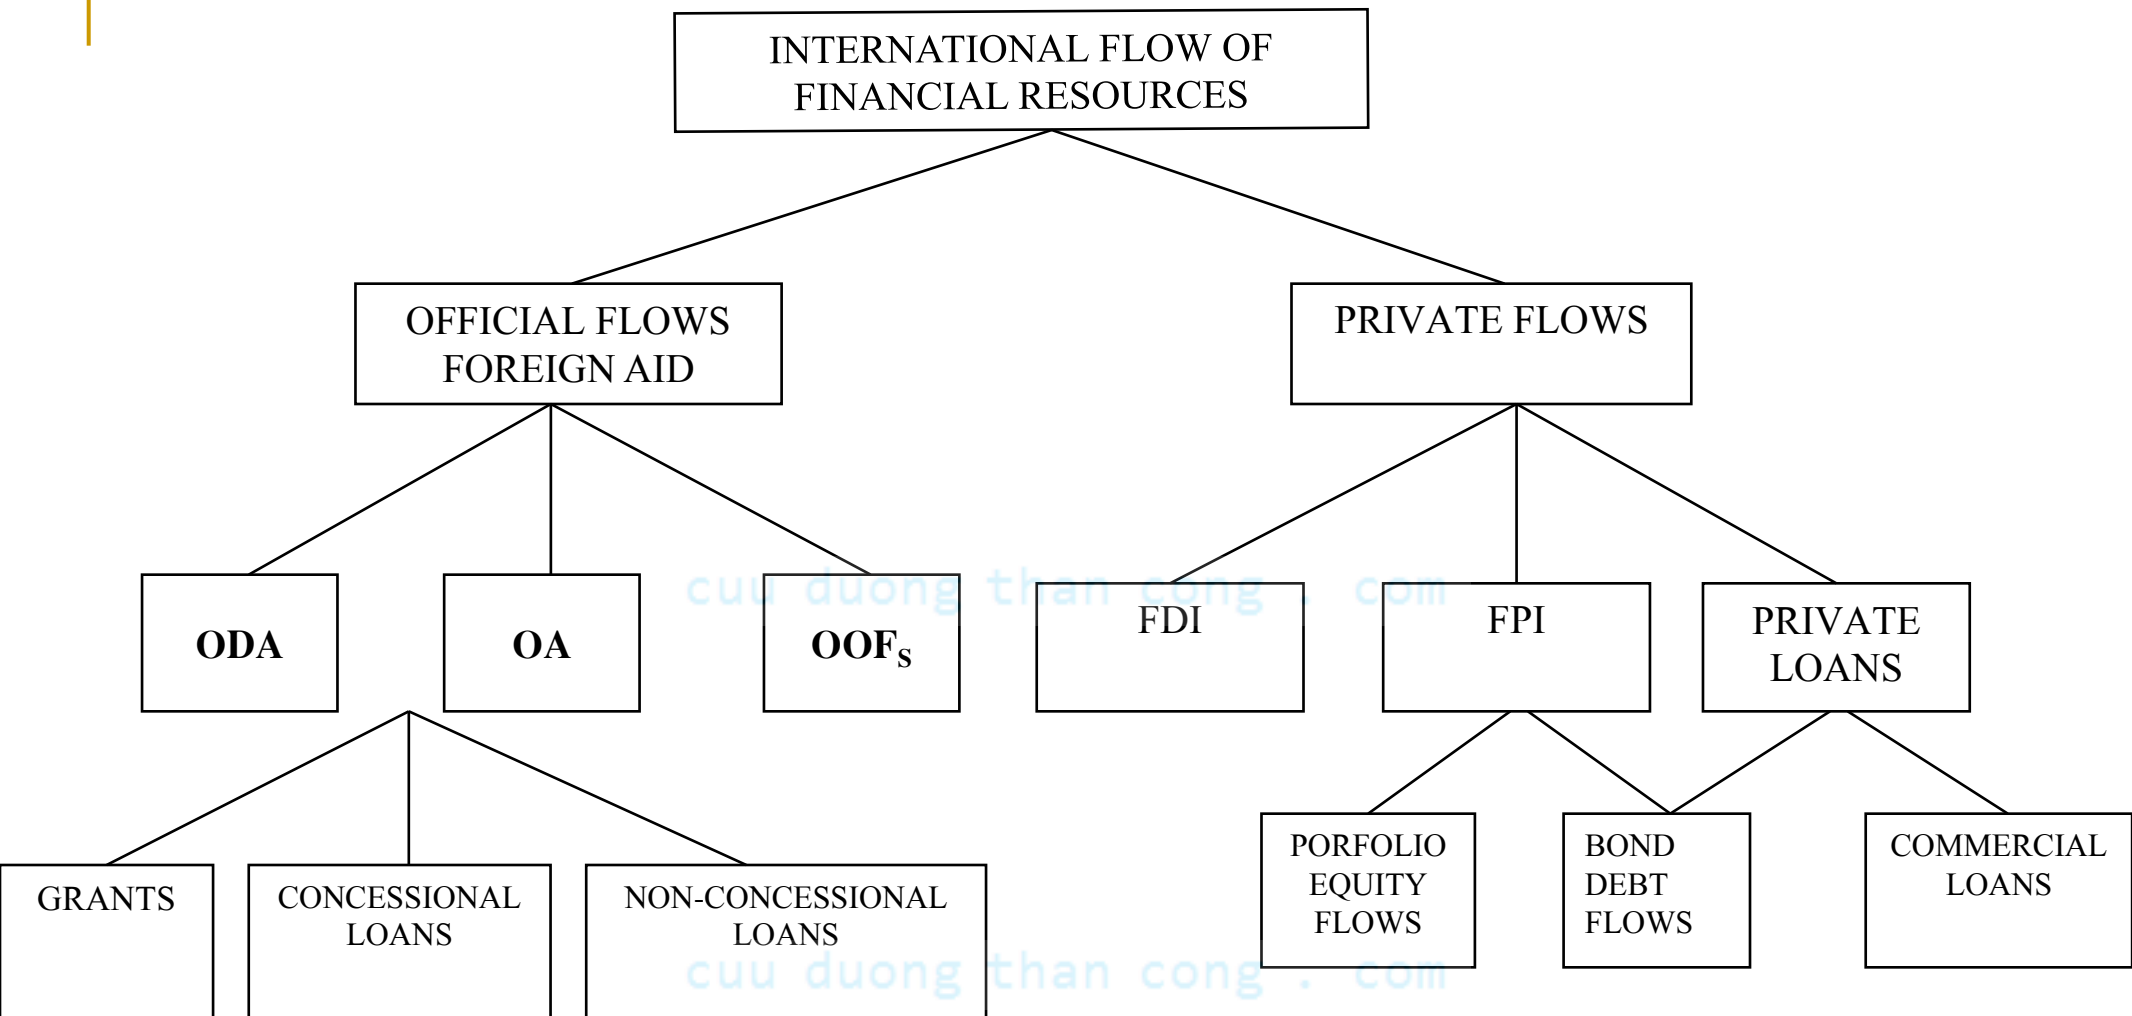 INTERNATIONAL FLOW OF
FINANCIAL RESOURCES
OFFICIAL FLOWS
FOREIGN AID
PRIVATE FLOWS
ODA
OA
OOFS
FDI
FPI
PRIVATE
LOANS
cuu duong than cong . com
GRANTS
CONCESSIONAL
LOANS
NON-CONCESSIONAL
LOANS
PORFOLIO
EQUITY
FLOWS
BOND
DEBT
FLOWS
COMMERCIAL
LOANS
cuu duong than cong . com